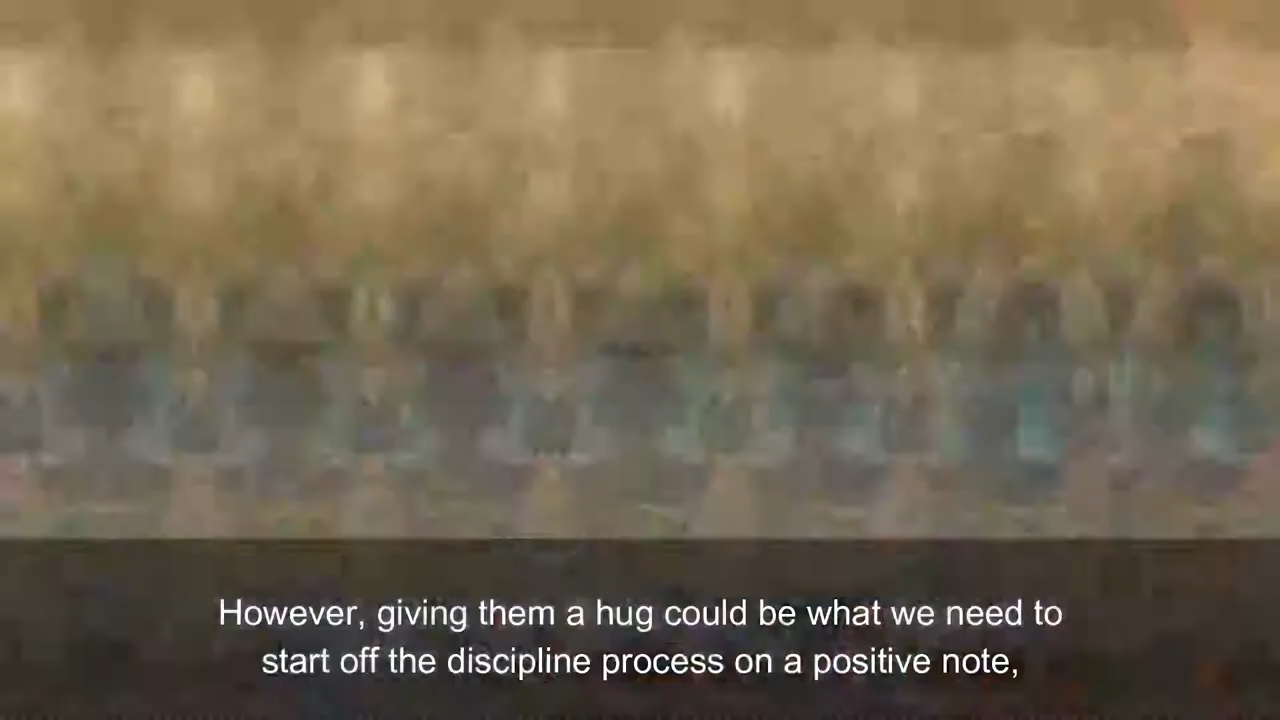 However, giving them a hug could be what we need to
start off the discipline process on a positive note,